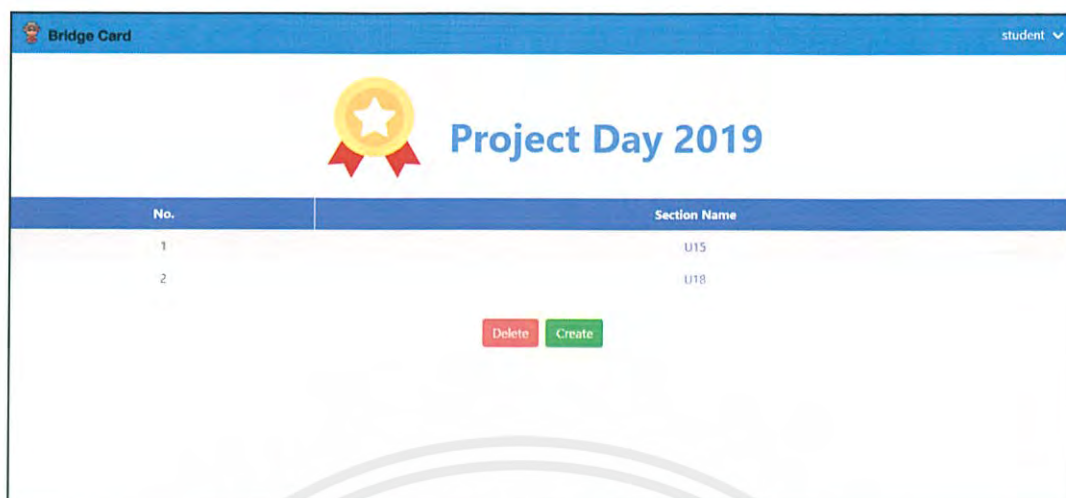 Bridge Card student
Project Day 2019
No. Section Name
1 U15
2 U18
Delete Create